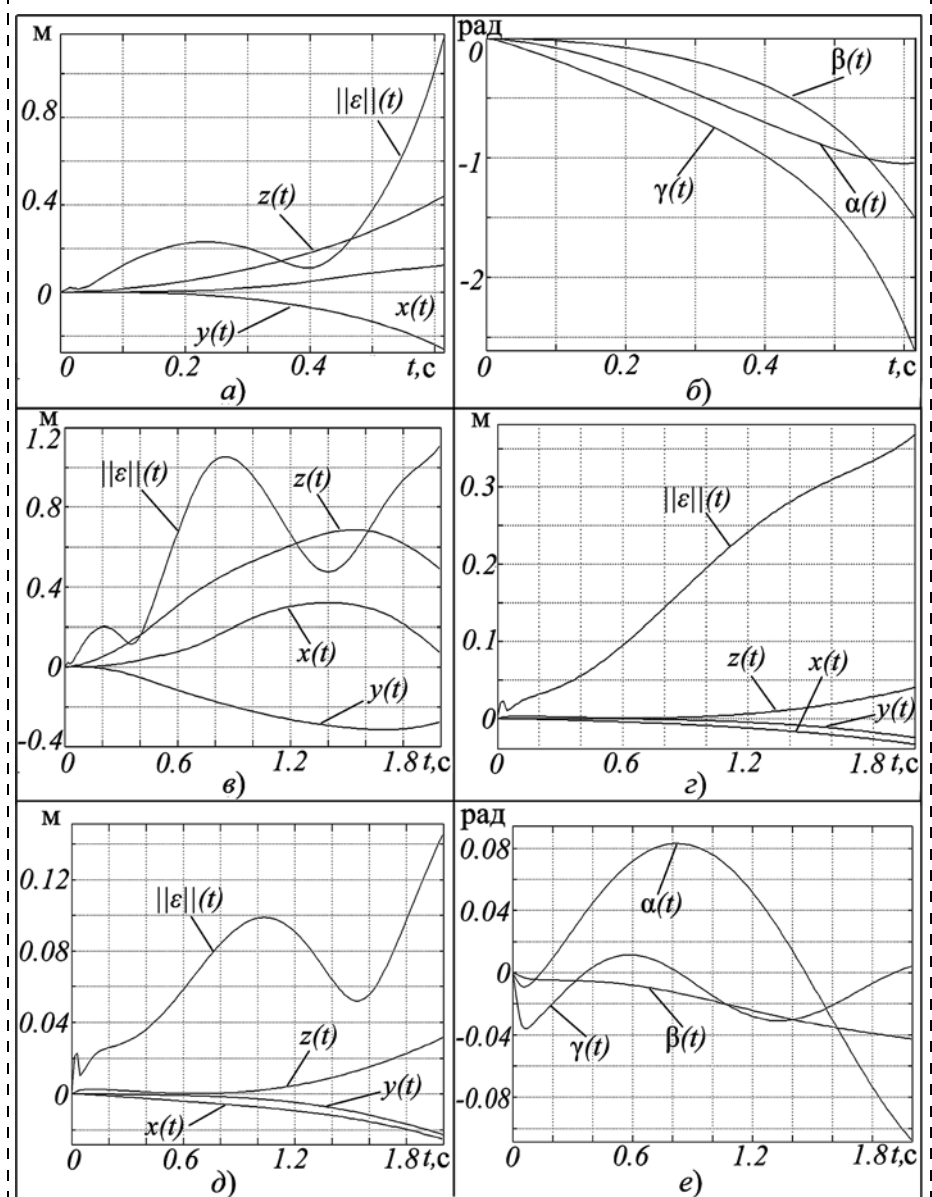 м
0.8
0.4
0
||ε||(t)
z(t)
x(t)
y(t)
0 0.2 0.4 t,с
а)
рад
0
-1
-2
β(t)
γ(t)
α(t)
0 0.2 0.4 t,с
б)
м
1.2
0.8
0.4
0
-0.4
||ε||(t)
z(t)
x(t)
y(t)
0 0.6 1.2 1.8 t,с
в)
м
0.3
0.2
0.1
0
||ε||(t)
z(t)
x(t)
y(t)
0 0.6 1.2 1.8 t,с
г)
м
0.12
0.08
0.04
0
||ε||(t)
z(t)
y(t)
x(t)
0 0.6 1.2 1.8 t,с
д)
рад
0.08
0.04
0
-0.04
-0.08
α(t)
γ(t)
β(t)
0 0.6 1.2 1.8 t,с
е)